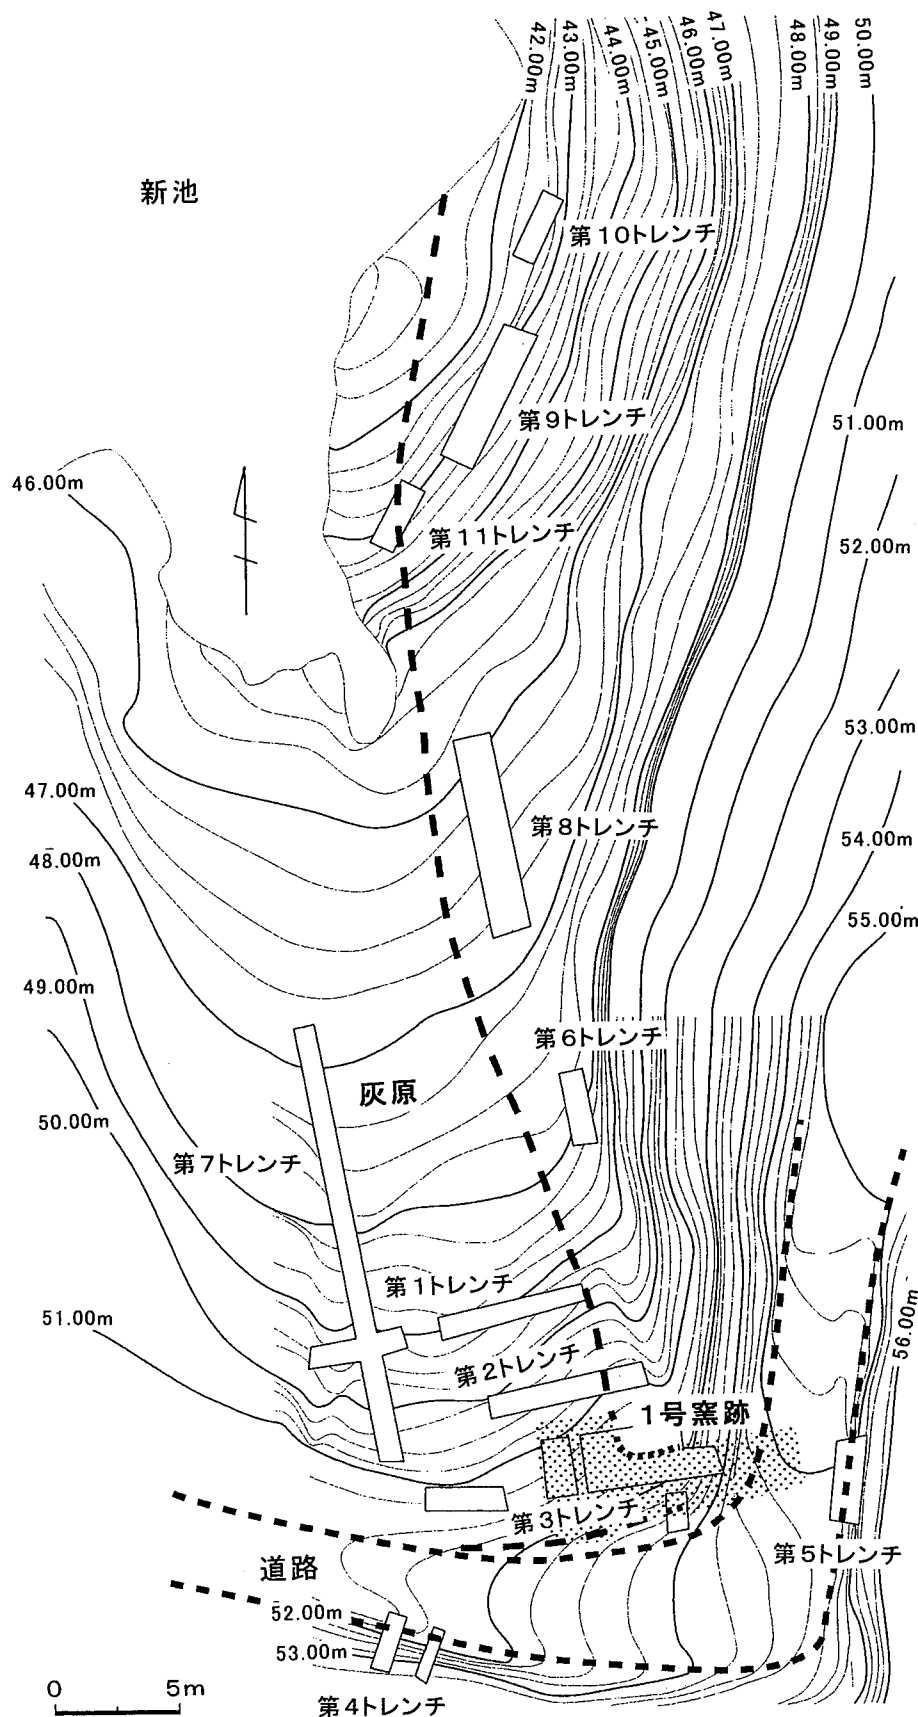 42.00m
43.00m
44.00m
45.00m
46.00m
47.00m
48.00m
49.00m
50.00m
新池
第10トレンチ
第9トレンチ
51.00m
46.00m
第11トレンチ
52.00m
53.00m
47.00m
第8トレンチ
54.00m
48.00m
55.00m
49.00m
第6トレンチ
灰原
50.00m
第7トレンチ
第1トレンチ
51.00m
56.00m
第2トレンチ
1号窯跡
第3トレンチ
第5トレンチ
道路
52.00m
53.00m
0 5m
第4トレンチ